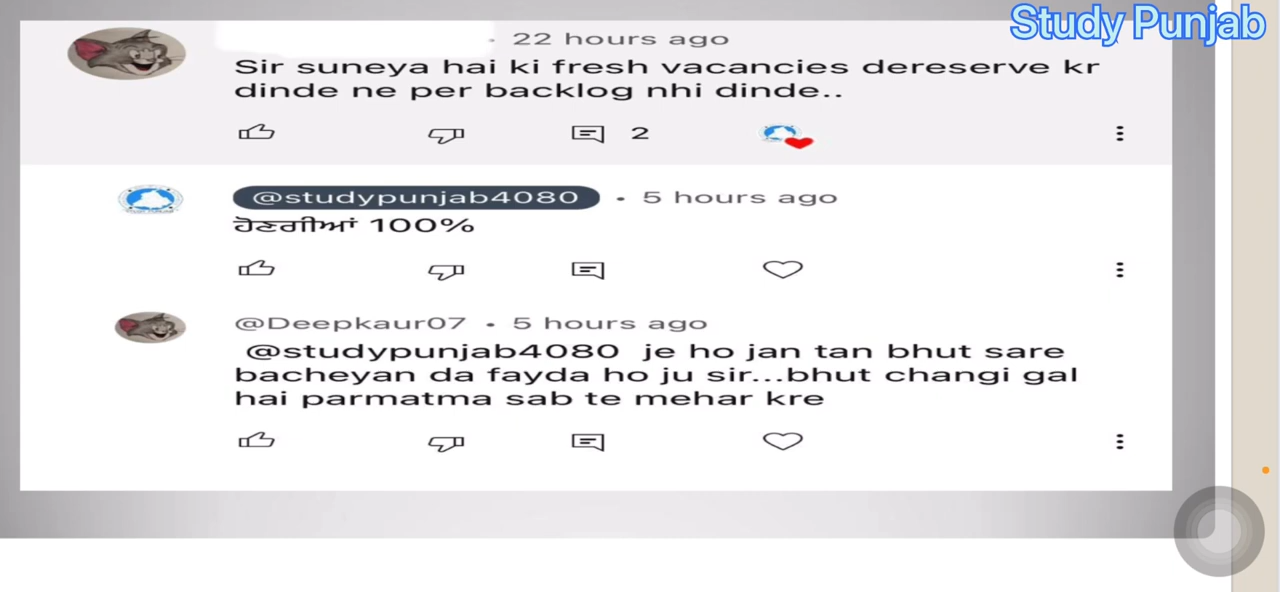 Study Punjab
· 22 hours ago
Sir suneya hai ki fresh vacancies dereserve kr
dinde ne per backlog nhi dinde..
2
@studypunjab4080 • 5 hours ago
ਹੋਣਗੀਆਂ 100%
@Deepkaur07 • 5 hours ago
@studypunjab4080 je ho jan tan bhut sare
bacheyan da fayda ho ju sir...bhut changi gal
hai parmatma sab te mehar kre